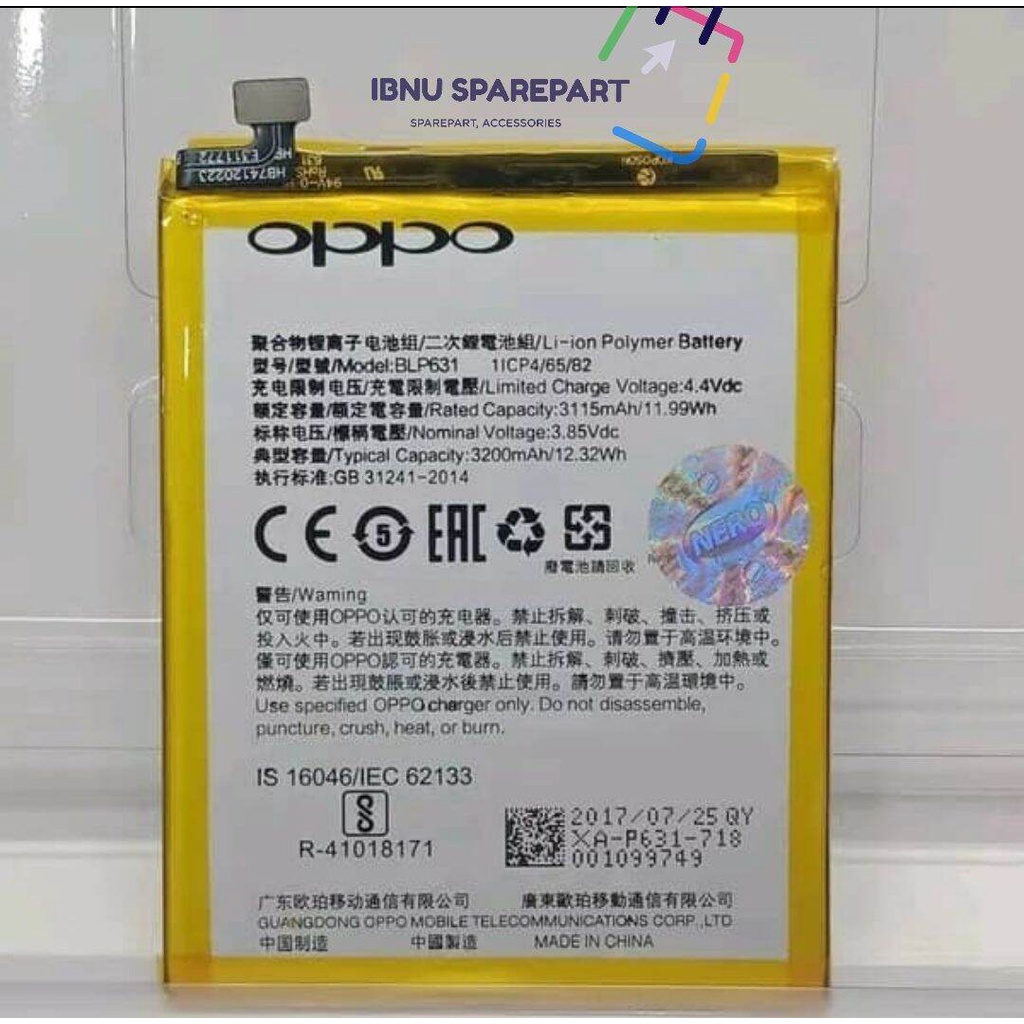 IBNU SPAREPART
SPAREPART, ACCESSORIES
E311772
HB74120223
94V-0
RoHS
631
oppo
聚合物锂离子电池组/二次鋰電池組/Li-ion Polymer Battery
型号/型號/Model:BLP631 1ICP4/65/82
充电限制电压/充電限制電壓/Limited Charge Voltage:4.4Vdc
额定容量/額定電容量/Rated Capacity:3115mAh/11.99Wh
标称电压/標稱電壓/Nominal Voltage:3.85Vdc
典型容量/Typical Capacity:3200mAh/12.32Wh
执行标准:GB 31241-2014
CE 5 EAC
廢電池請回收
NERO
警告/Warning
仅可使用OPPO认可的充电器。禁止拆解、刺破、撞击、挤压或
投入火中。若出现鼓胀或浸水后禁止使用。请勿置于高温环境中。
僅可使用OPPO認可的充電器。禁止拆解、刺破、擠壓、加熱或
燃燒。若出現鼓脹或浸水後禁止使用。請勿置于高溫環境中。
Use specified OPPO charger only. Do not disassemble,
puncture, crush, heat, or burn.
IS 16046/IEC 62133
R-41018171
2017/07/25 QY
XA-P631-718
001099749
广东欧珀移动通信有限公司 廣東歐珀移動通信有限公司
GUANGDONG OPPO MOBILE TELECOMMUNICATIONS CORP.,LTD
中国制造 中國製造 MADE IN CHINA